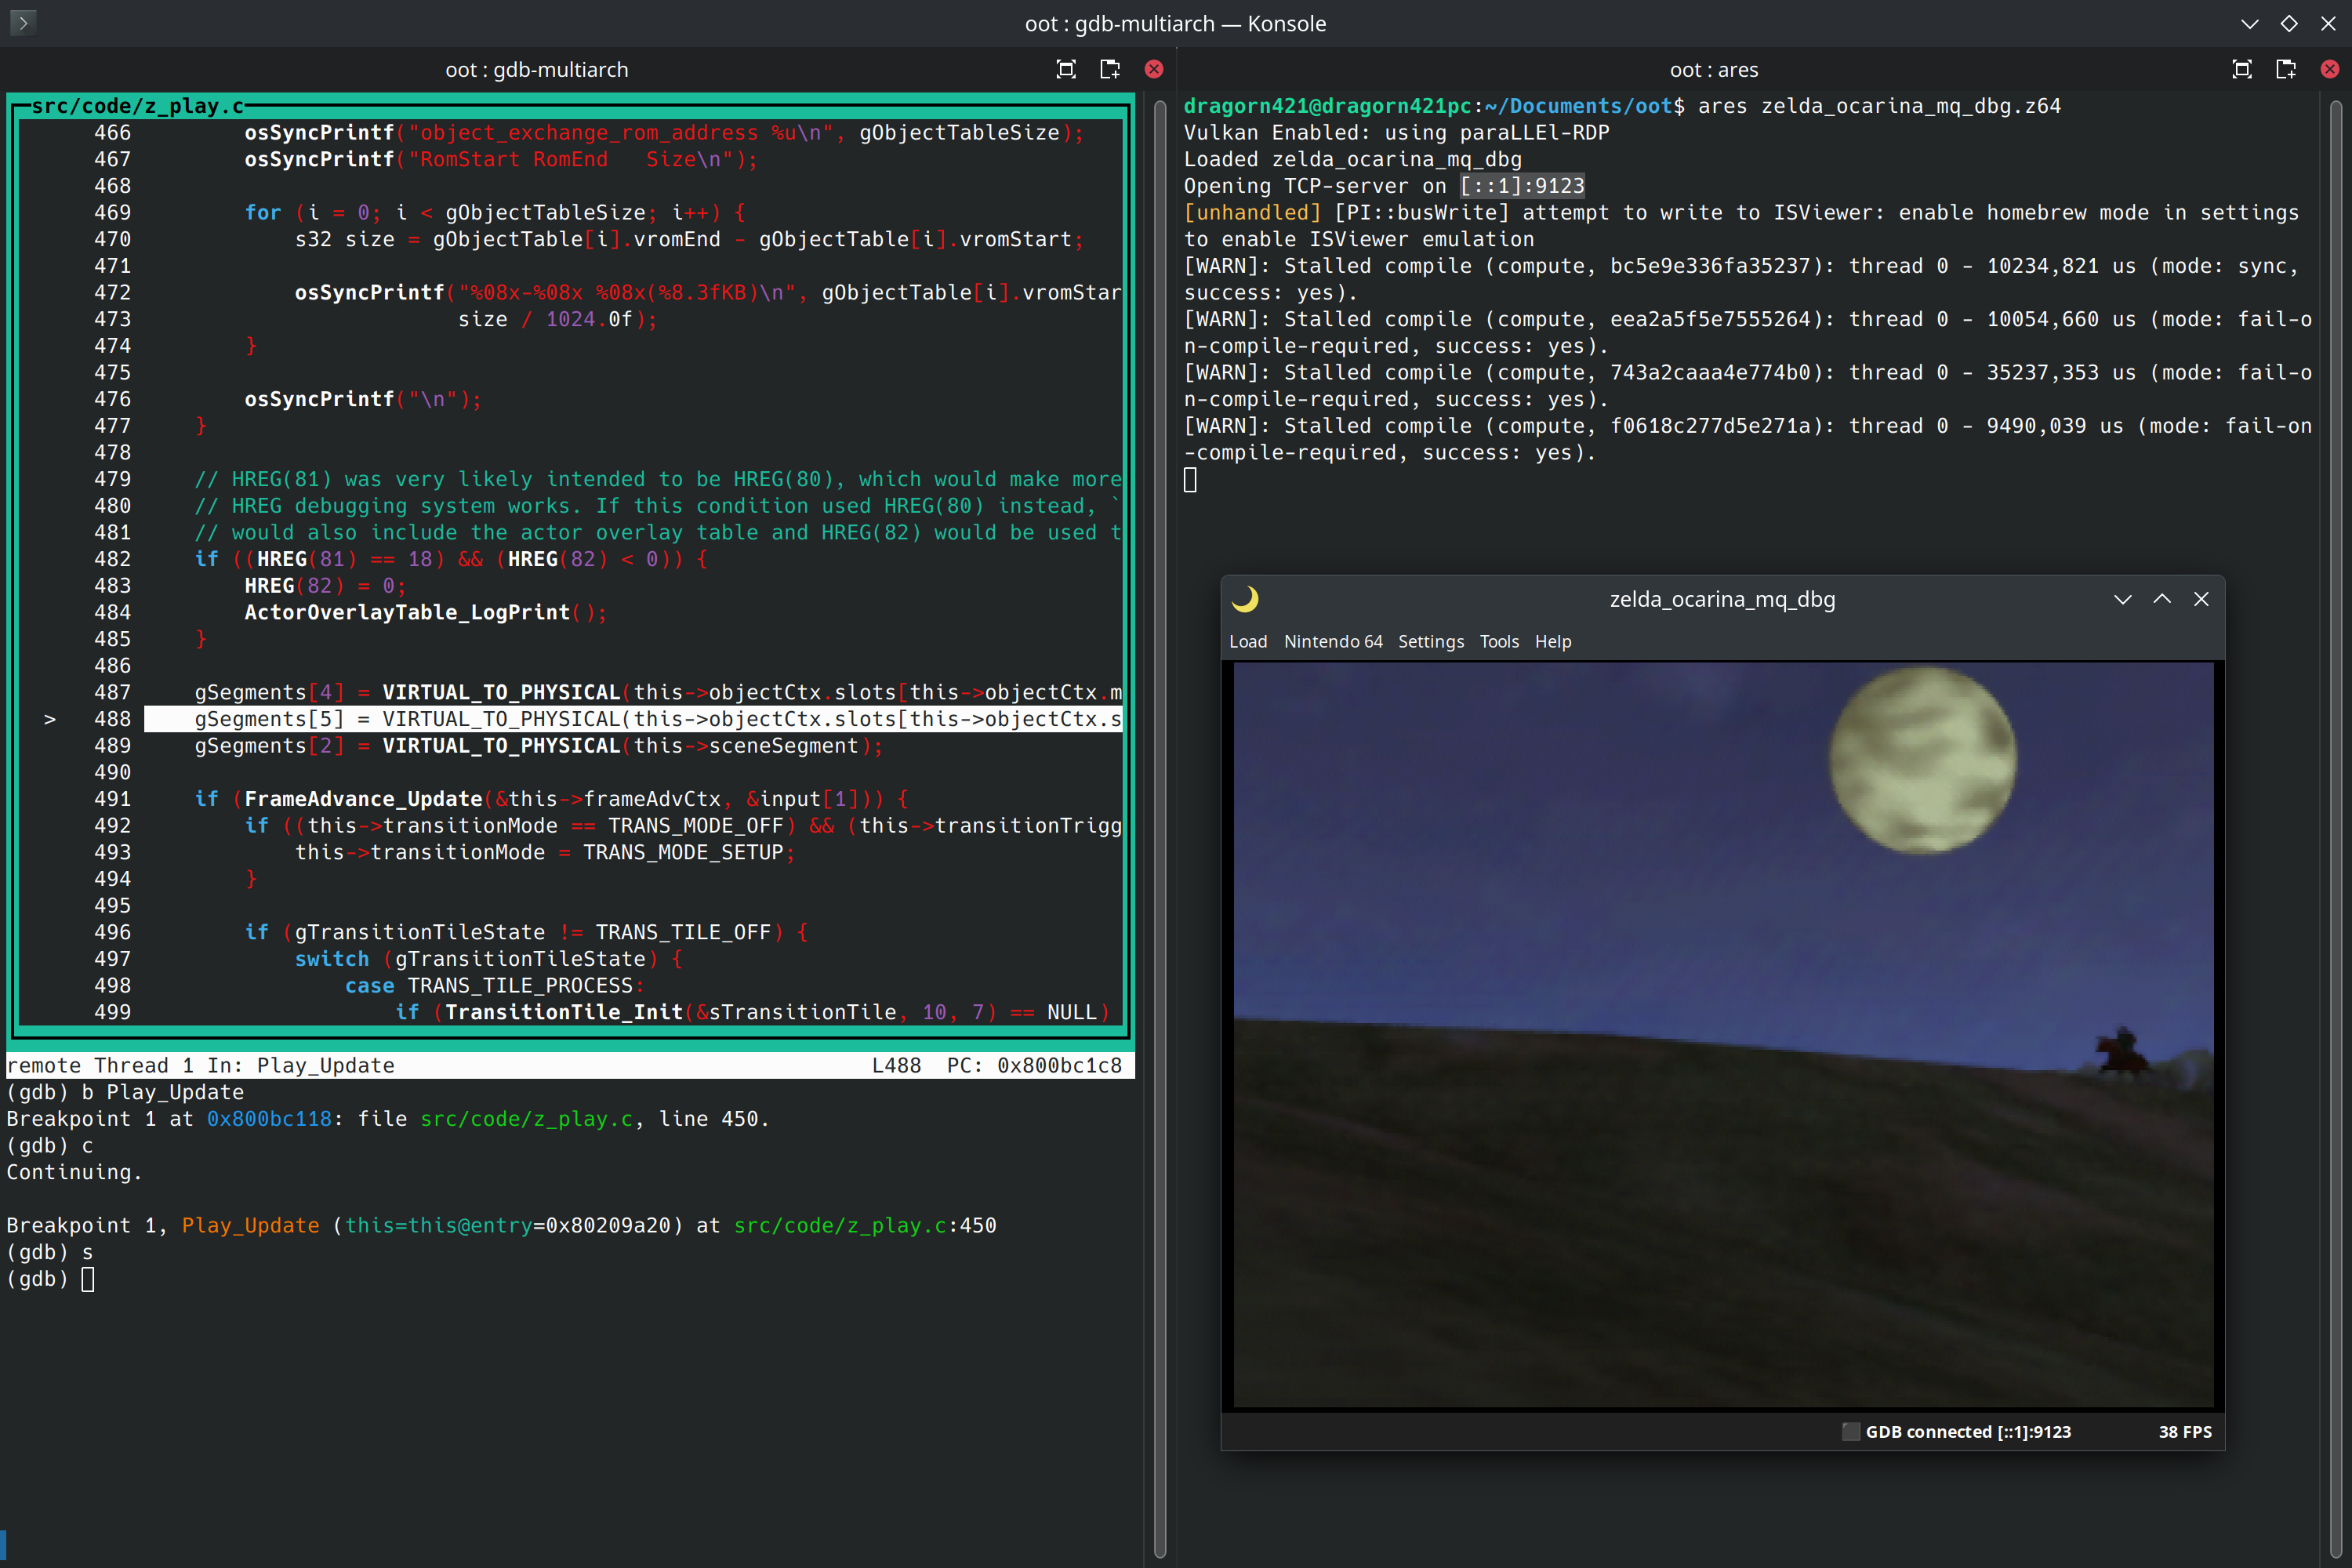 oot : gdb-multiarch — Konsole
oot : gdb-multiarch
src/code/z_play.c
466 osSyncPrintf("object_exchange_rom_address %u\n", gObjectTableSize);
467 osSyncPrintf("RomStart RomEnd   Size\n");
468
469 for (i = 0; i < gObjectTableSize; i++) {
470 s32 size = gObjectTable[i].vromEnd - gObjectTable[i].vromStart;
471
472 osSyncPrintf("%08x-%08x %08x(%8.3fKB)\n", gObjectTable[i].vromStar
473 size / 1024.0f);
474 }
475
476 osSyncPrintf("\n");
477 }
478
479 // HREG(81) was very likely intended to be HREG(80), which would make more
480 // HREG debugging system works. If this condition used HREG(80) instead, `
481 // would also include the actor overlay table and HREG(82) would be used t
482 if ((HREG(81) == 18) && (HREG(82) < 0)) {
483 HREG(82) = 0;
484 ActorOverlayTable_LogPrint();
485 }
486
487 gSegments[4] = VIRTUAL_TO_PHYSICAL(this->objectCtx.slots[this->objectCtx.m
> 488 gSegments[5] = VIRTUAL_TO_PHYSICAL(this->objectCtx.slots[this->objectCtx.s
489 gSegments[2] = VIRTUAL_TO_PHYSICAL(this->sceneSegment);
490
491 if (FrameAdvance_Update(&this->frameAdvCtx, &input[1])) {
492 if ((this->transitionMode == TRANS_MODE_OFF) && (this->transitionTrigg
493 this->transitionMode = TRANS_MODE_SETUP;
494 }
495
496 if (gTransitionTileState != TRANS_TILE_OFF) {
497 switch (gTransitionTileState) {
498 case TRANS_TILE_PROCESS:
499 if (TransitionTile_Init(&sTransitionTile, 10, 7) == NULL)
remote Thread 1 In: Play_Update L488 PC: 0x800bc1c8
(gdb) b Play_Update
Breakpoint 1 at 0x800bc118: file src/code/z_play.c, line 450.
(gdb) c
Continuing.
Breakpoint 1, Play_Update (this=this@entry=0x80209a20) at src/code/z_play.c:450
(gdb) s
(gdb)
oot : ares
dragorn421@dragorn421pc:~/Documents/oot$ ares zelda_ocarina_mq_dbg.z64
Vulkan Enabled: using paraLLEl-RDP
Loaded zelda_ocarina_mq_dbg
Opening TCP-server on [::1]:9123
[unhandled] [PI::busWrite] attempt to write to ISViewer: enable homebrew mode in settings
to enable ISViewer emulation
[WARN]: Stalled compile (compute, bc5e9e336fa35237): thread 0 - 10234,821 us (mode: sync,
success: yes).
[WARN]: Stalled compile (compute, eea2a5f5e7555264): thread 0 - 10054,660 us (mode: fail-o
n-compile-required, success: yes).
[WARN]: Stalled compile (compute, 743a2caaa4e774b0): thread 0 - 35237,353 us (mode: fail-o
n-compile-required, success: yes).
[WARN]: Stalled compile (compute, f0618c277d5e271a): thread 0 - 9490,039 us (mode: fail-on
-compile-required, success: yes).
zelda_ocarina_mq_dbg
Load Nintendo 64 Settings Tools Help
GDB connected [::1]:9123 38 FPS